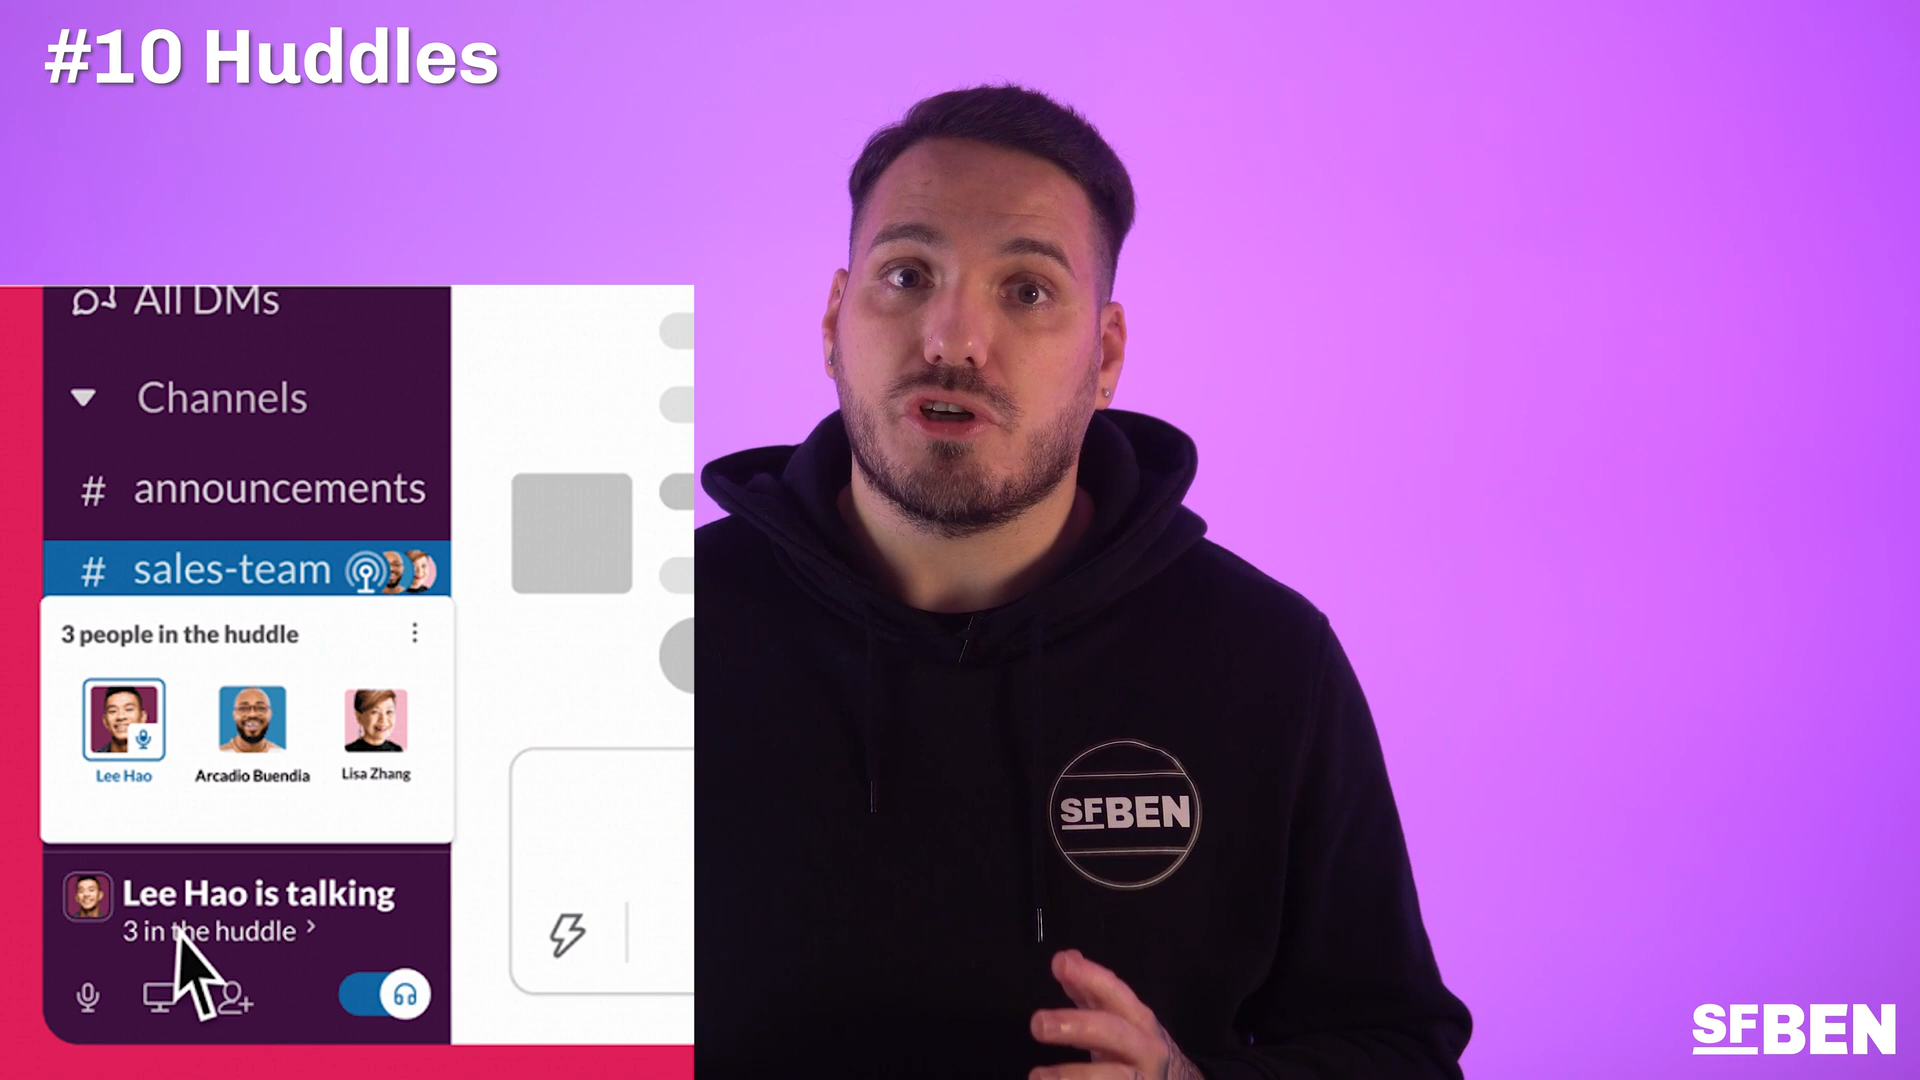 #10 Huddles
All DMs
Channels
# announcements
# sales-team
3 people in the huddle
Lee Hao
Arcadio Buendia
Lisa Zhang
Lee Hao is talking
3 in the huddle >
SFBEN
SFBEN